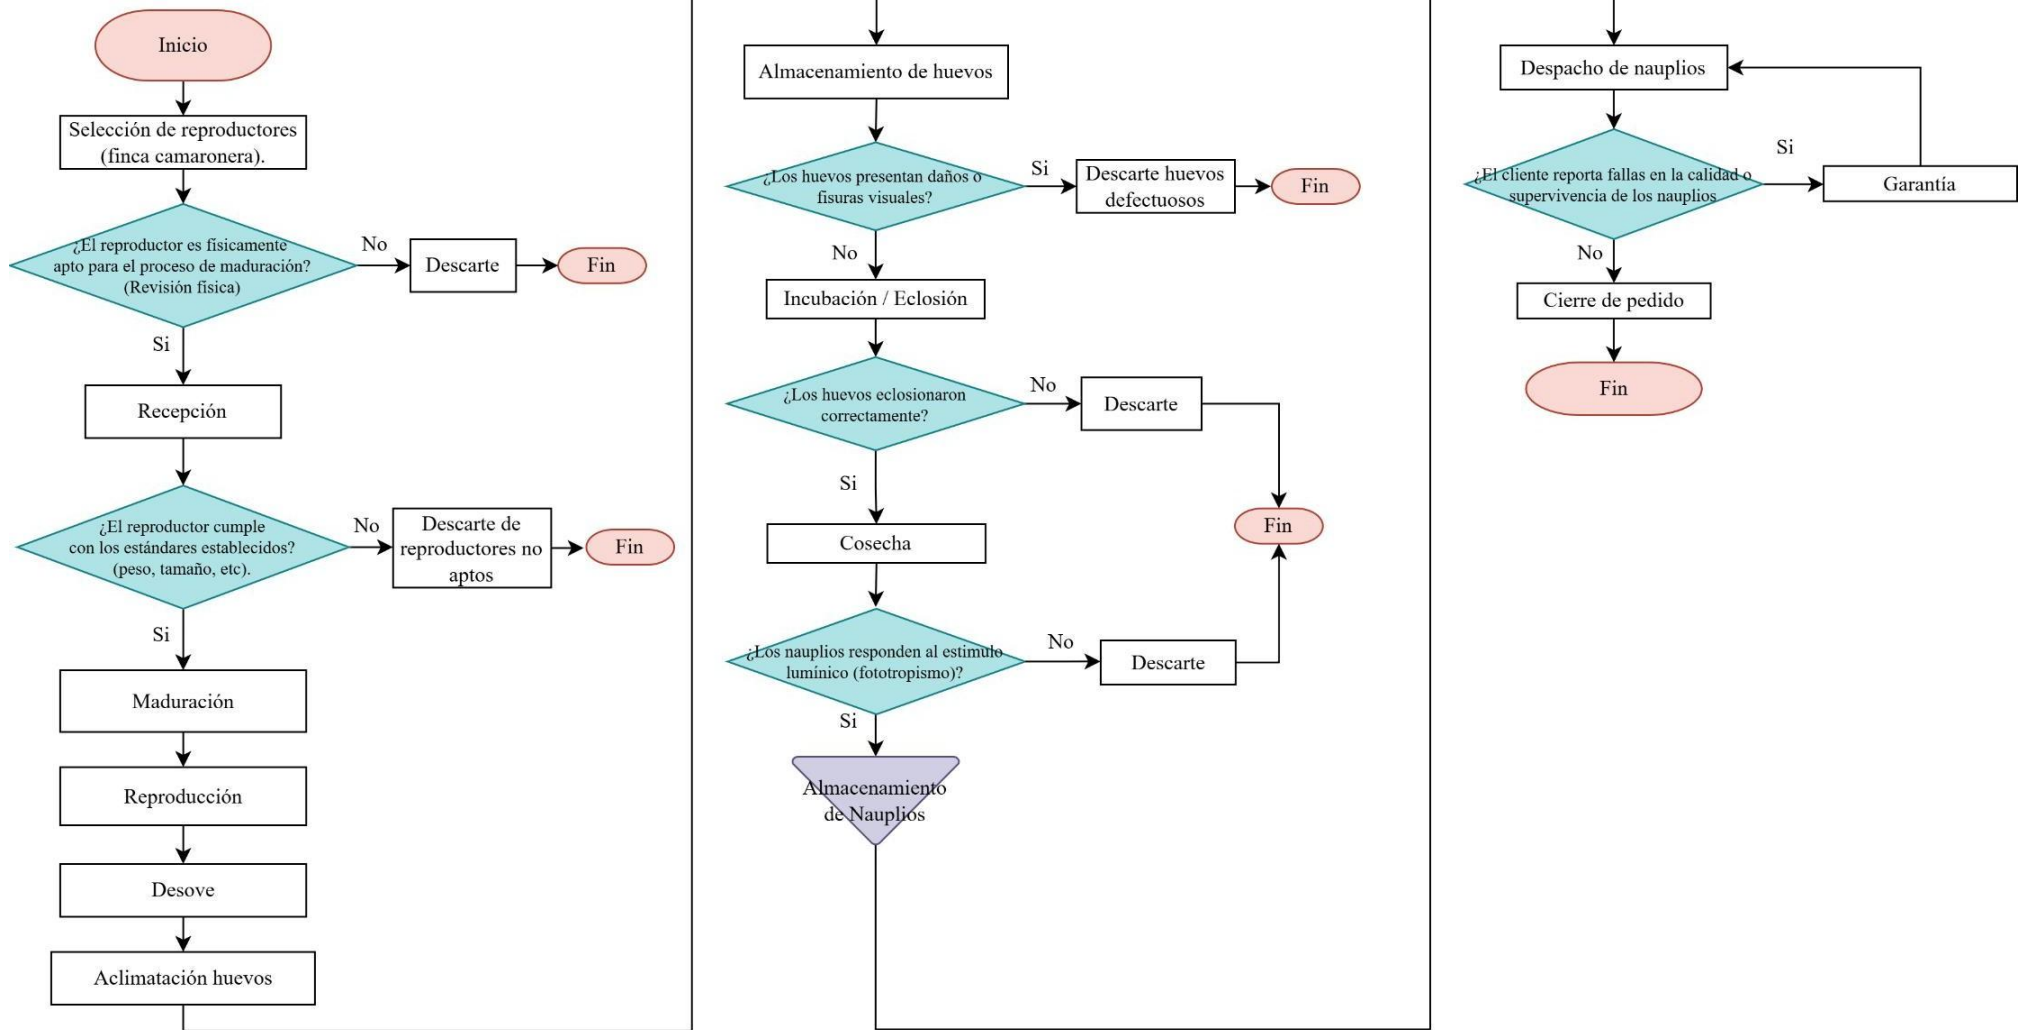 Inicio
Selección de reproductores
(finca camaronera).
¿El reproductor es físicamente
apto para el proceso de maduración?
(Revisión física)
No
Descarte
Fin
Si
Recepción
¿El reproductor cumple
con los estándares establecidos?
(peso, tamaño, etc).
No
Descarte de
reproductores no
aptos
Fin
Si
Maduración
Reproducción
Desove
Aclimatación huevos
Almacenamiento de huevos
¿Los huevos presentan daños o
fisuras visuales?
Si
Descarte huevos
defectuosos
Fin
No
Incubación / Eclosión
¿Los huevos eclosionaron
correctamente?
No
Descarte
Si
Fin
Cosecha
¿Los nauplios responden al estimulo
lumínico (fototropismo)?
No
Descarte
Si
Almacenamiento
de Nauplios
Despacho de nauplios
¿El cliente reporta fallas en la calidad o
supervivencia de los nauplios
Si
Garantía
No
Cierre de pedido
Fin